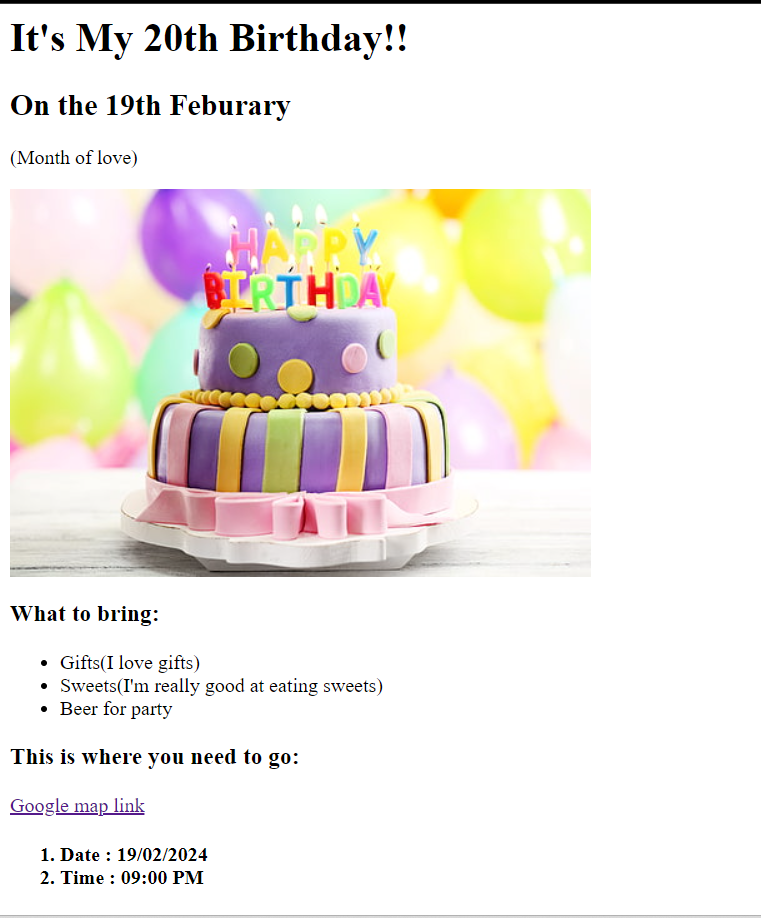 It's My 20th Birthday!!
On the 19th Feburary
(Month of love)
HAPPY
BIRTHDAY
What to bring:
• Gifts(I love gifts)
• Sweets(I'm really good at eating sweets)
• Beer for party
This is where you need to go:
Google map link
1. Date : 19/02/2024
2. Time : 09:00 PM